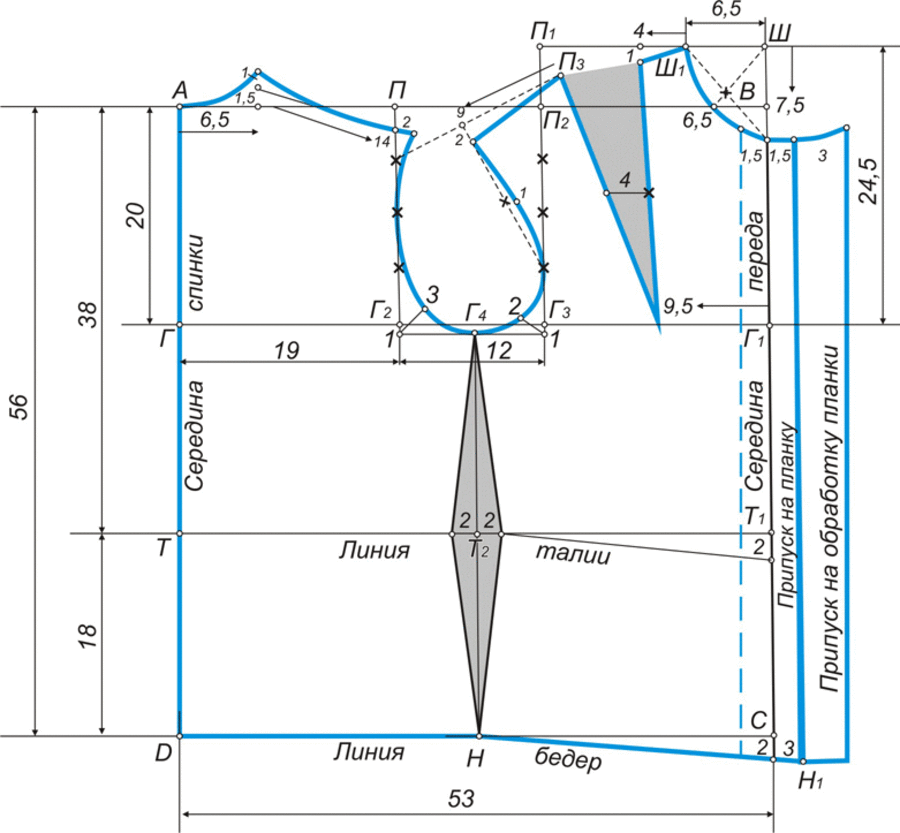 6,5
П1
4
Ш
П3
1
Ш1
А
1
1,5
П
9
В
7,5
2
П2
6,5
6,5
14
2
1,5
1,5
3
24,5
20
спинки
4
1
переда
38
3
Г4
2
9,5
Г
Г2
Г3
Г1
1
1
19
12
56
Середина
Середина
Припуск на планку
Припуск на обработку планки
2
2
Т1
Т
Линия
Т2
талии
2
18
С
D
Линия
Н
бедер
2
3
Н1
53